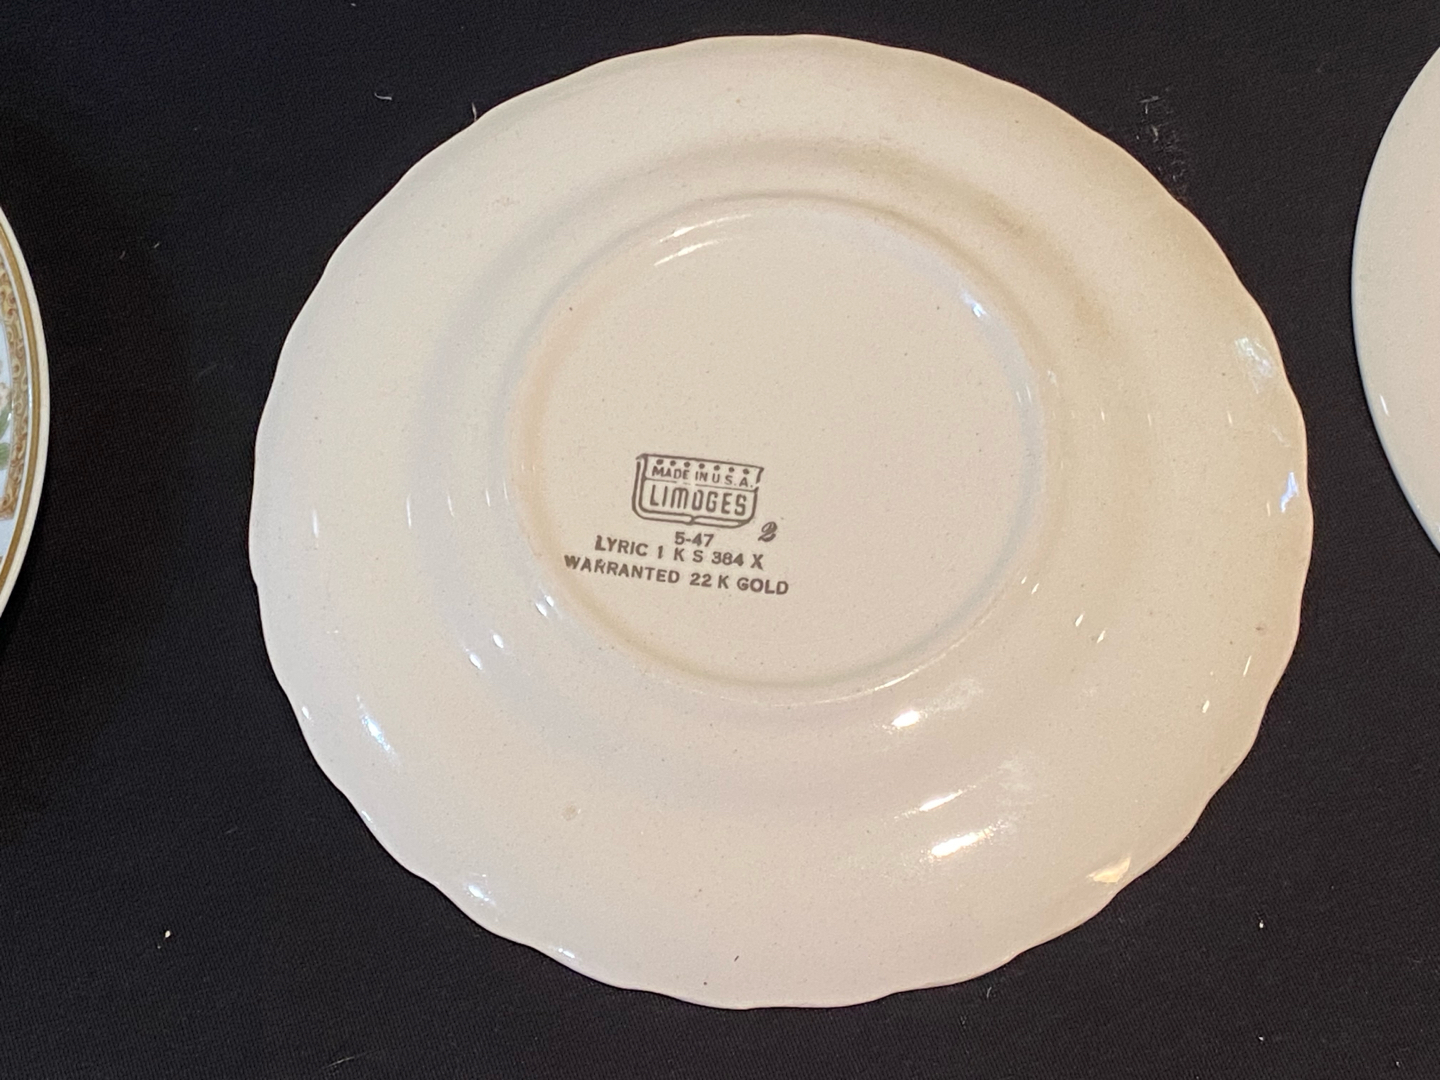 MADE IN U.S.A.
LIMOGES
2
5-47
LYRIC 1 K S 384 X
WARRANTED 22 K GOLD